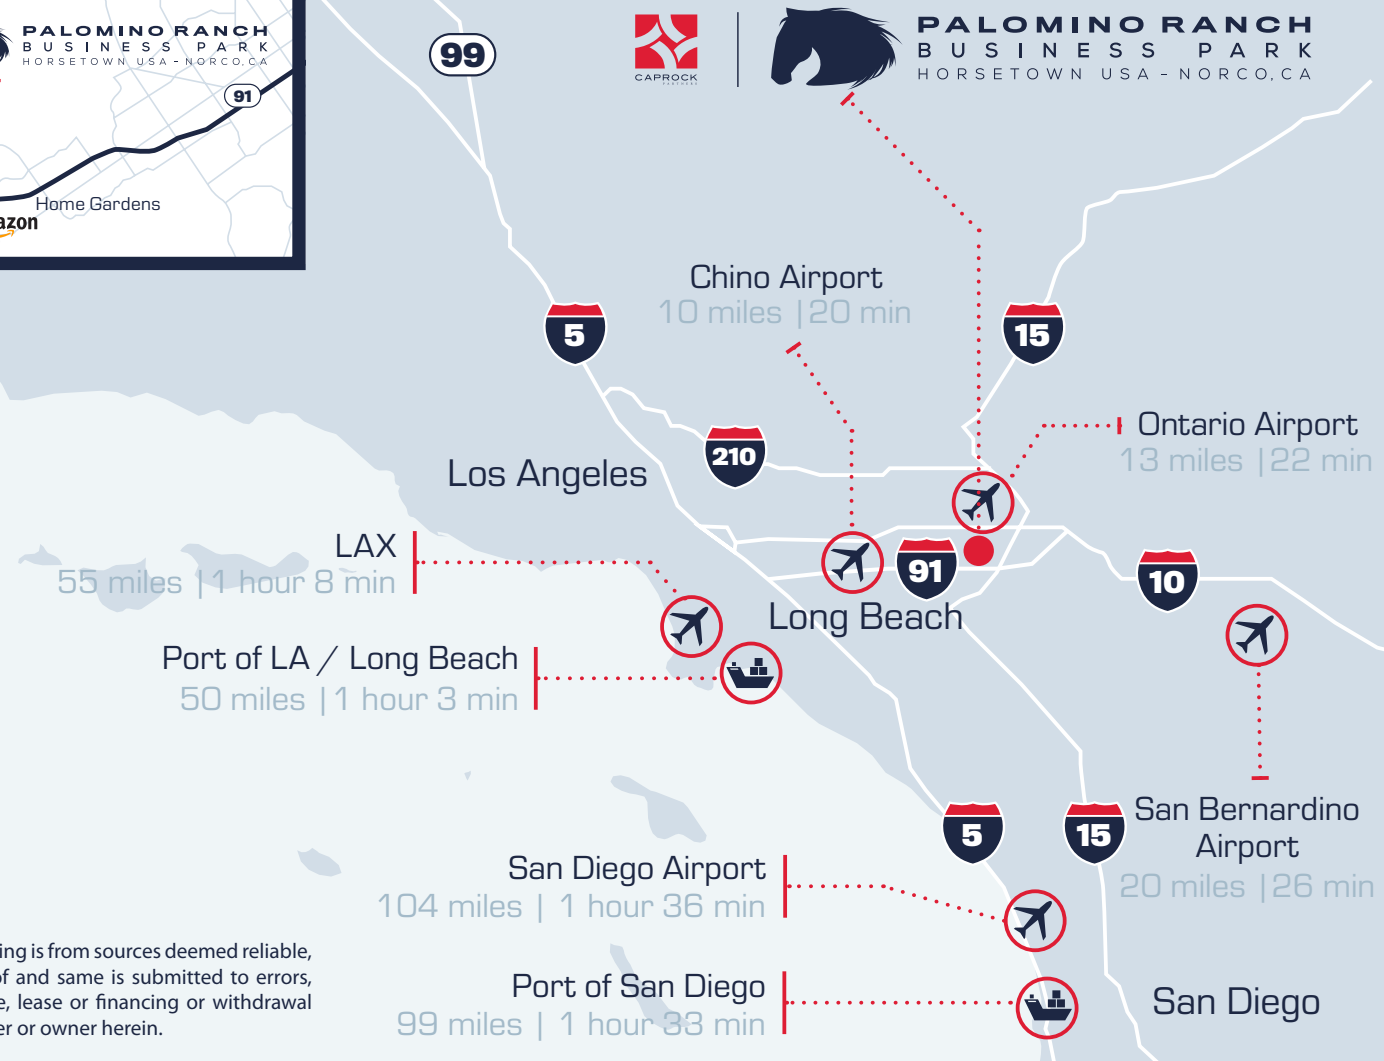 PALOMINO RANCH
BUSINESS PARK
HORSETOWN USA - NORCO, CA
91
Home Gardens
azon
99
CAPROCK
PARTNERS
PALOMINO RANCH
BUSINESS PARK
HORSETOWN USA - NORCO, CA
Chino Airport
10 miles | 20 min
5
15
210
Ontario Airport
13 miles | 22 min
Los Angeles
LAX
55 miles | 1 hour 8 min
91
10
Long Beach
Port of LA / Long Beach
50 miles | 1 hour 3 min
5
15
San Bernardino
Airport
20 miles | 26 min
San Diego Airport
104 miles | 1 hour 36 min
Port of San Diego
99 miles | 1 hour 33 min
San Diego
ing is from sources deemed reliable,
of and same is submitted to errors,
e, lease or financing or withdrawal
er or owner herein.